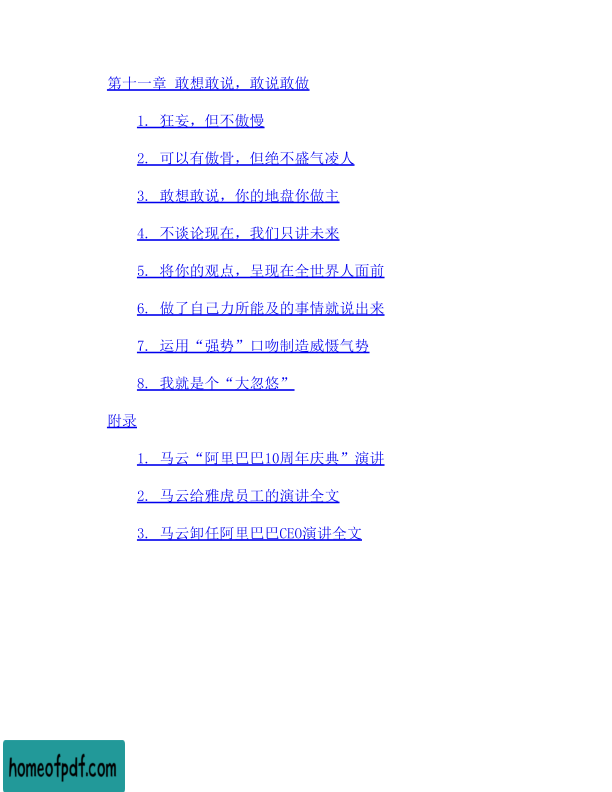 第十一章 敢想敢说，敢说敢做
1. 狂妄，但不傲慢
2. 可以有傲骨，但绝不盛气凌人
3. 敢想敢说，你的地盘你做主
4. 不谈论现在，我们只讲未来
5. 将你的观点，呈现在全世界人面前
6. 做了自己力所能及的事情就说出来
7. 运用“强势”口吻制造威慑气势
8. 我就是个“大忽悠”
附录
1. 马云“阿里巴巴10周年庆典”演讲
2. 马云给雅虎员工的演讲全文
3. 马云卸任阿里巴巴CEO演讲全文
homeofpdf.com